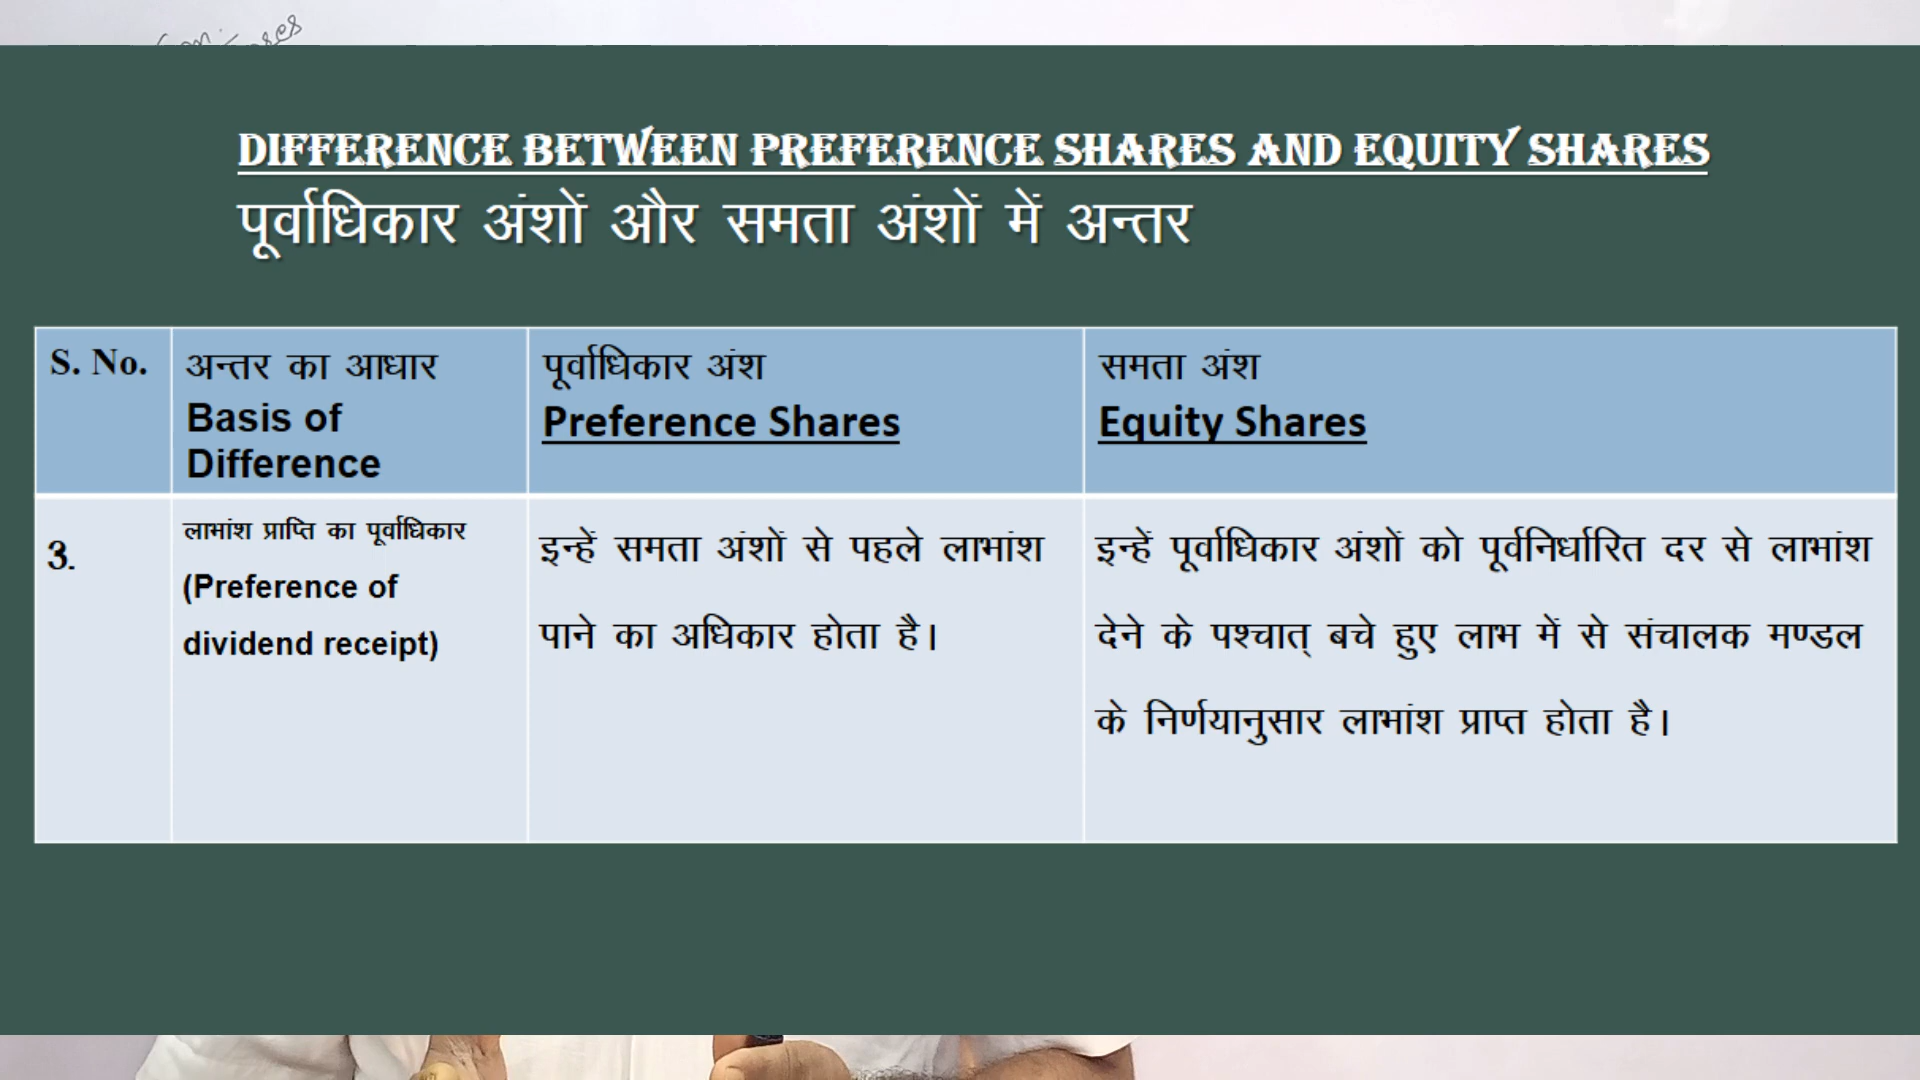 DIFFERENCE BETWEEN PREFERENCE SHARES AND EQUITY SHARES
पूर्वाधिकार अंशों और समता अंशों में अन्तर
S. No.
अन्तर का आधार
Basis of
Difference
पूर्वाधिकार अंश
Preference Shares
समता अंश
Equity Shares
3.
लाभांश प्राप्ति का पूर्वाधिकार
(Preference of
dividend receipt)
इन्हें समता अंशों से पहले लाभांश
पाने का अधिकार होता है।
इन्हें पूर्वाधिकार अंशों को पूर्वनिर्धारित दर से लाभांश
देने के पश्चात् बचे हुए लाभ में से संचालक मण्डल
के निर्णयानुसार लाभांश प्राप्त होता है।